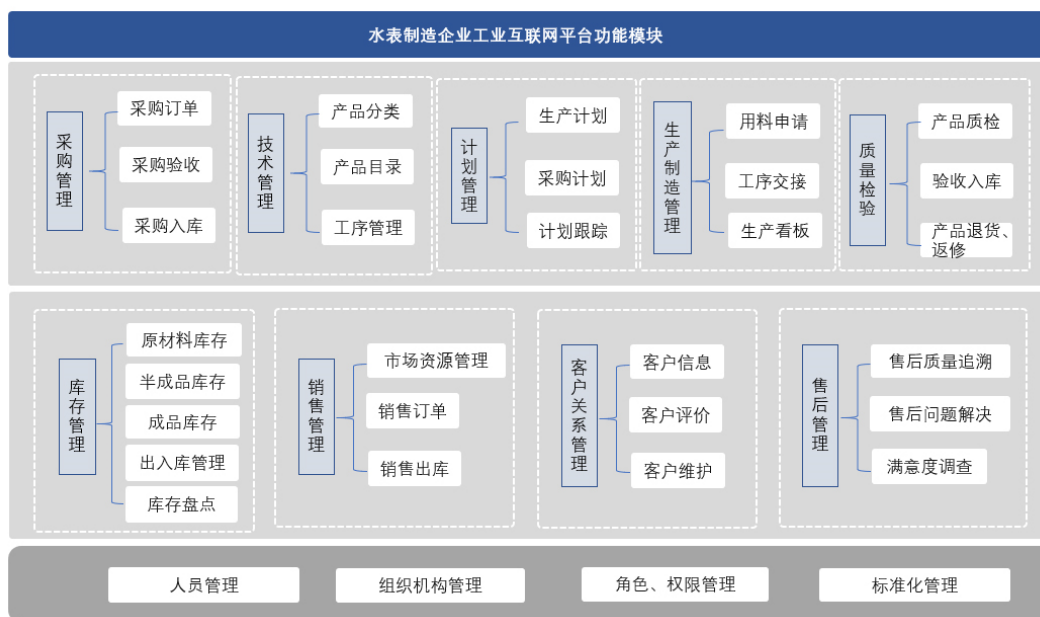 水表制造企业工业互联网平台功能模块
采购管理
采购订单
采购验收
采购入库
技术管理
产品分类
产品目录
工序管理
计划管理
生产计划
采购计划
计划跟踪
生产制造管理
用料申请
工序交接
生产看板
质量检验
产品质检
验收入库
产品退货、
返修
库存管理
原材料库存
半成品库存
成品库存
出入库管理
库存盘点
销售管理
市场资源管理
销售订单
销售出库
客户关系管理
客户信息
客户评价
客户维护
售后管理
售后质量追溯
售后问题解决
满意度调查
人员管理
组织机构管理
角色、权限管理
标准化管理